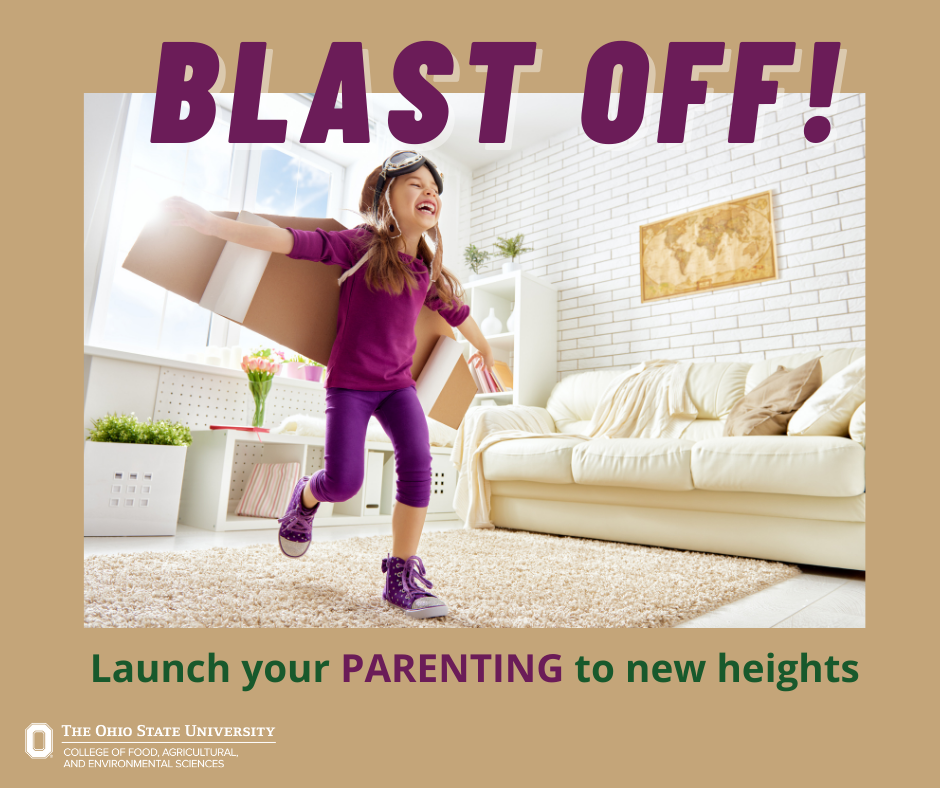 BLAST OFF!
Launch your PARENTING to new heights
THE OHIO STATE UNIVERSITY
COLLEGE OF FOOD, AGRICULTURAL,
AND ENVIRONMENTAL SCIENCES